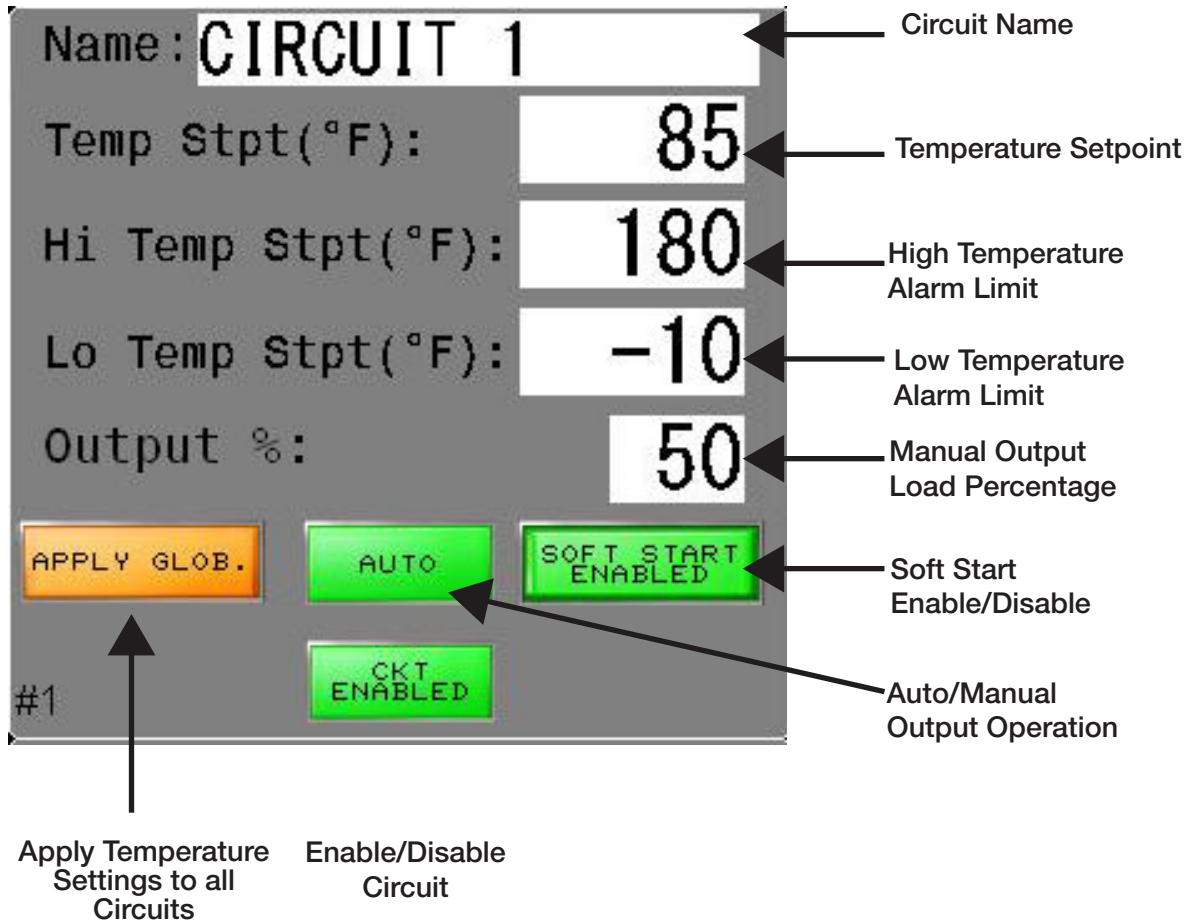 Name: CIRCUIT 1
Circuit Name
Temp Stpt(°F): 85
Temperature Setpoint
Hi Temp Stpt(°F): 180
High Temperature
Alarm Limit
Lo Temp Stpt(°F): -10
Low Temperature
Alarm Limit
Output %: 50
Manual Output
Load Percentage
APPLY GLOB.
AUTO
SOFT START
ENABLED
Soft Start
Enable/Disable
CKT
ENABLED
#1
Auto/Manual
Output Operation
Apply Temperature
Settings to all
Circuits
Enable/Disable
Circuit